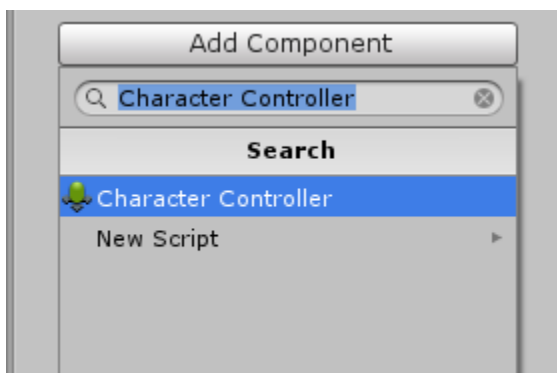 Add Component
Character Controller
Search
Character Controller
New Script